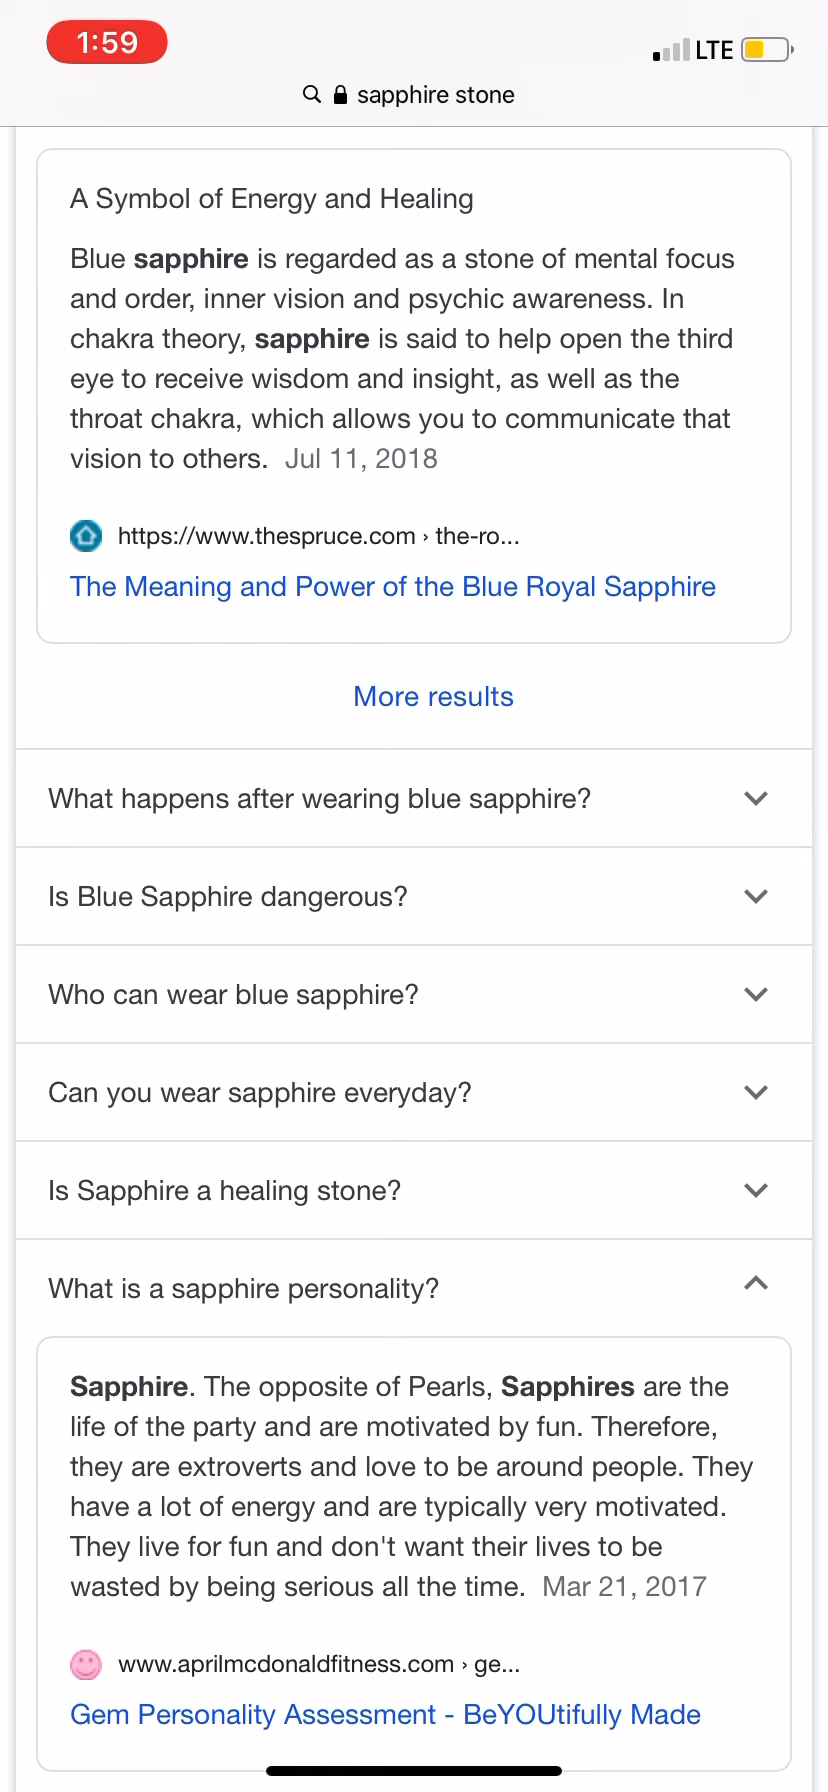 1:59
LTE
sapphire stone
A Symbol of Energy and Healing
Blue sapphire is regarded as a stone of mental focus
and order, inner vision and psychic awareness. In
chakra theory, sapphire is said to help open the third
eye to receive wisdom and insight, as well as the
throat chakra, which allows you to communicate that
vision to others. Jul 11, 2018
https://www.thespruce.com › the-ro...
The Meaning and Power of the Blue Royal Sapphire
More results
What happens after wearing blue sapphire?
Is Blue Sapphire dangerous?
Who can wear blue sapphire?
Can you wear sapphire everyday?
Is Sapphire a healing stone?
What is a sapphire personality?
Sapphire. The opposite of Pearls, Sapphires are the
life of the party and are motivated by fun. Therefore,
they are extroverts and love to be around people. They
have a lot of energy and are typically very motivated.
They live for fun and don't want their lives to be
wasted by being serious all the time. Mar 21, 2017
www.aprilmcdonaldfitness.com › ge...
Gem Personality Assessment - BeYOUtifully Made